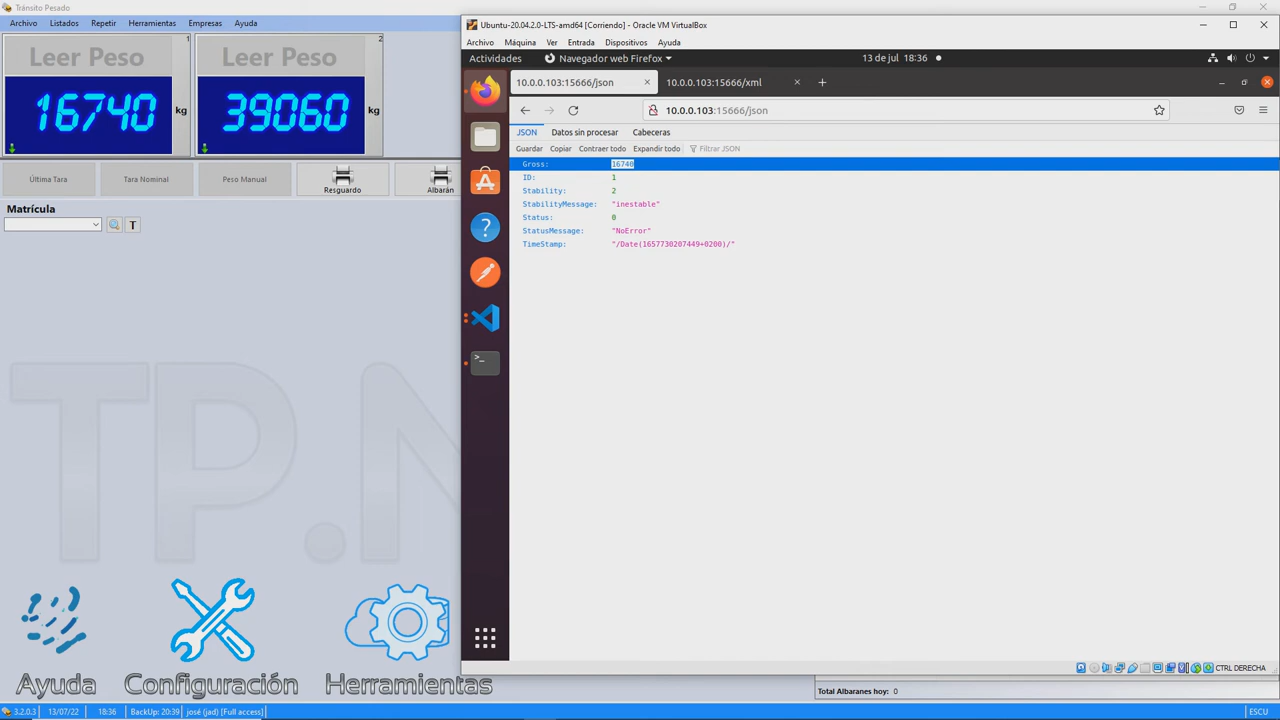 Tránsito Pesado
Archivo Listados Repetir Herramientas Empresas Ayuda
Leer Peso 1
16740 kg
Leer Peso 2
39060 kg
Última Tara Tara Nominal Peso Manual Resguardo Albarán
Matrícula
T
TP.N
Ayuda Configuración Herramientas
3.2.0.3 13/07/22 18:36 BackUp: 20:39 josé (jad) [Full access]
Ubuntu-20.04.2.0-LTS-amd64 [Corriendo] - Oracle VM VirtualBox
Archivo Máquina Ver Entrada Dispositivos Ayuda
Actividades Navegador web Firefox 13 de jul 18:36
10.0.0.103:15666/json 10.0.0.103:15666/xml
10.0.0.103:15666/json
JSON Datos sin procesar Cabeceras
Guardar Copiar Contraer todo Expandir todo Filtrar JSON
Gross: 16740
ID: 1
Stability: 2
StabilityMessage: "inestable"
Status: 0
StatusMessage: "NoError"
TimeStamp: "/Date(1657730207449+0200)/"
CTRL DERECHA
Total Albaranes hoy: 0
ESCU